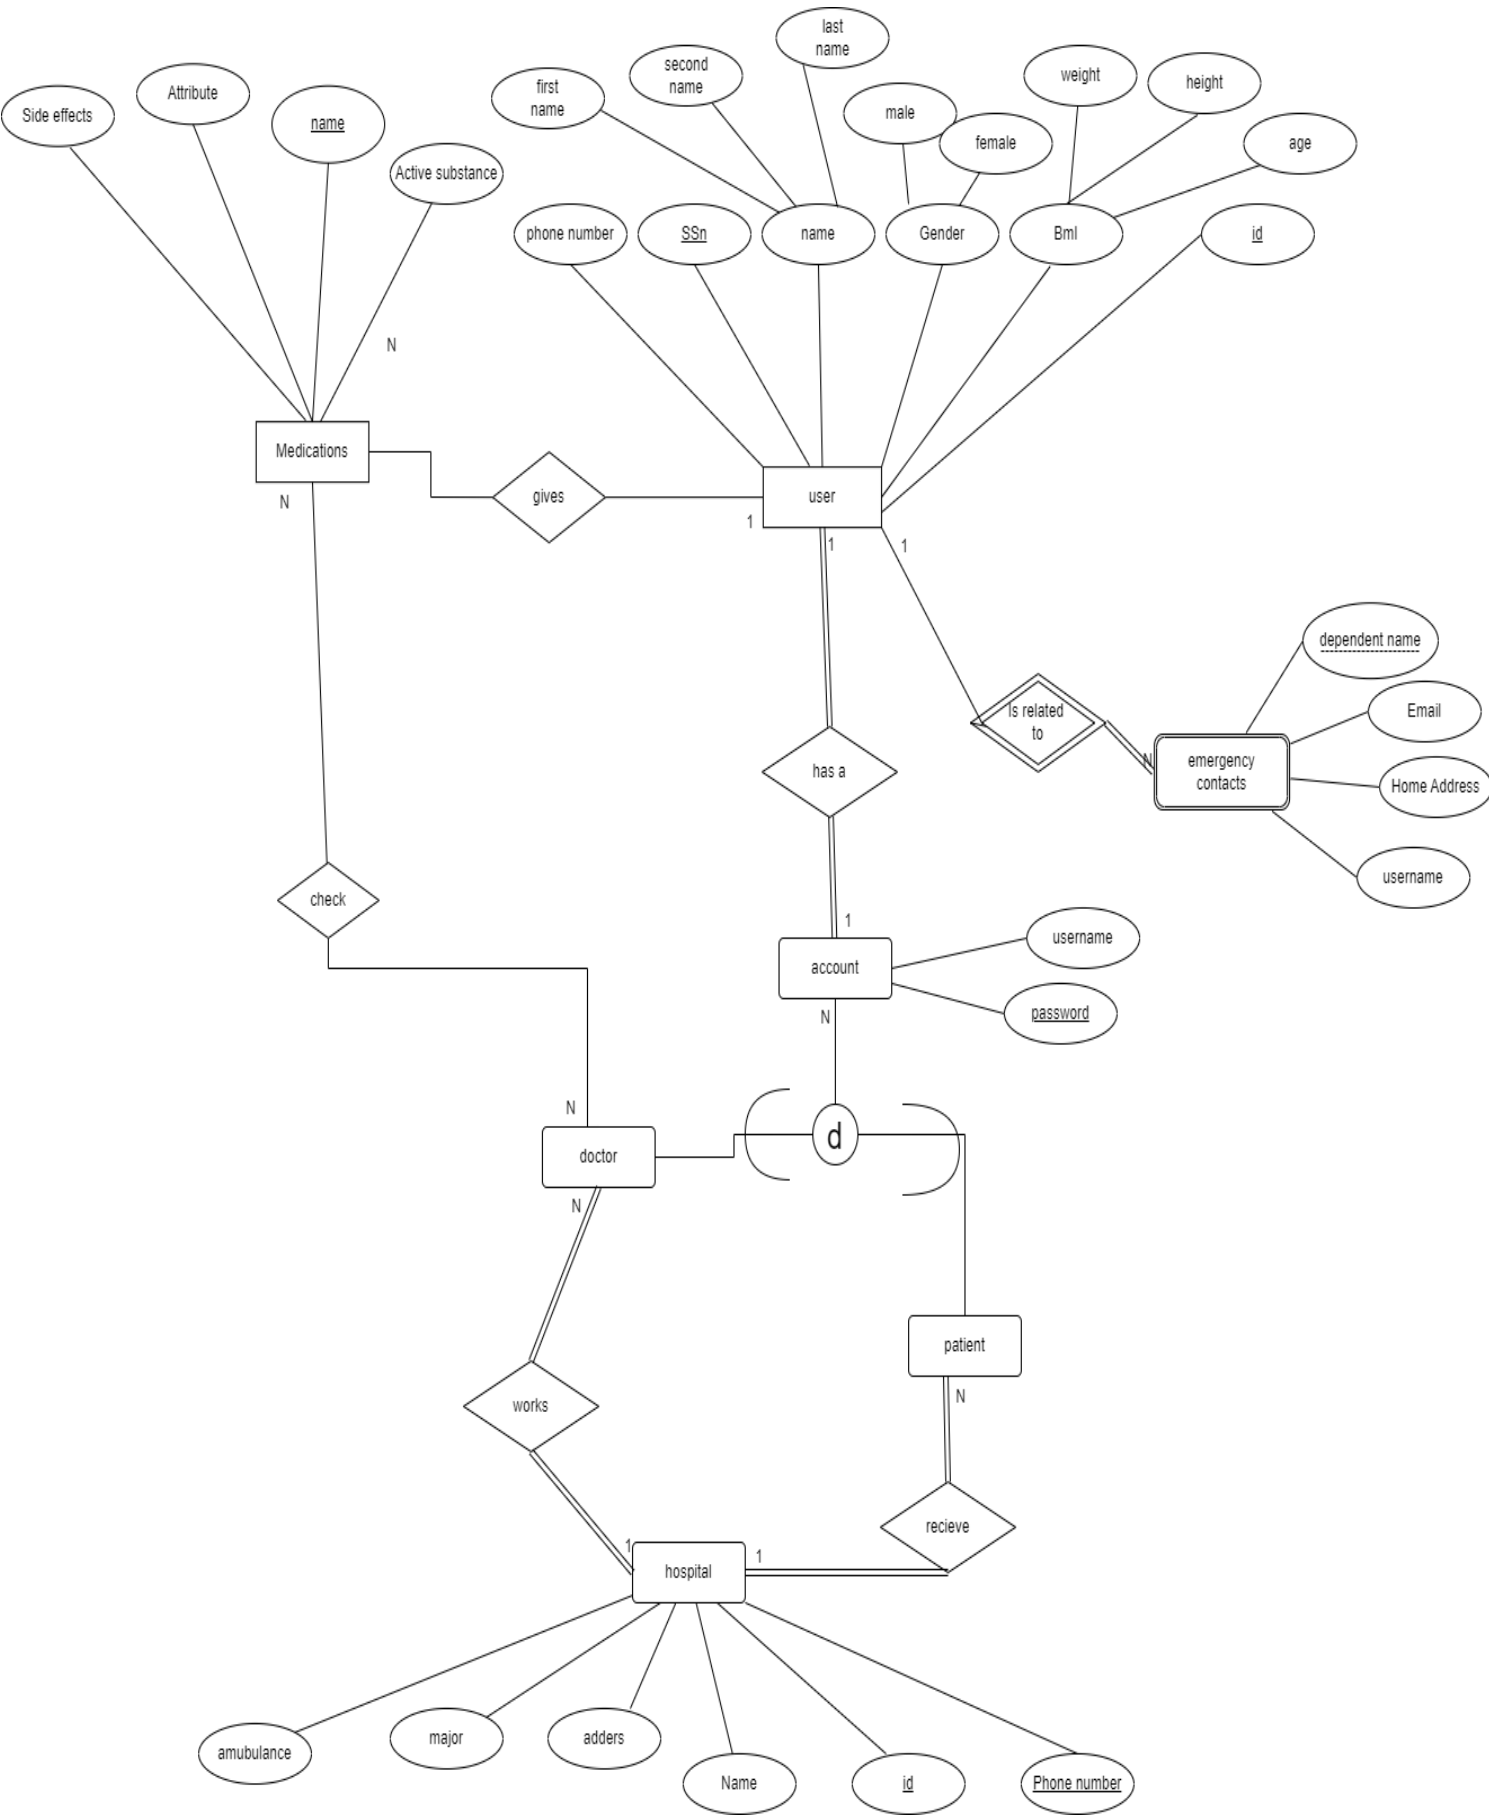 last
name
second
name
weight
height
first
name
Side effects
Attribute
name
male
female
age
Active substance
phone number
SSn
name
Gender
BmI
id
N
Medications
gives
user
N
1
1
1
dependent name
Is related
to
Email
emergency
contacts
N
Home Address
has a
username
check
1
username
account
password
N
N
d
doctor
N
patient
N
works
recieve
1
1
hospital
amubulance
major
adders
Name
id
Phone number